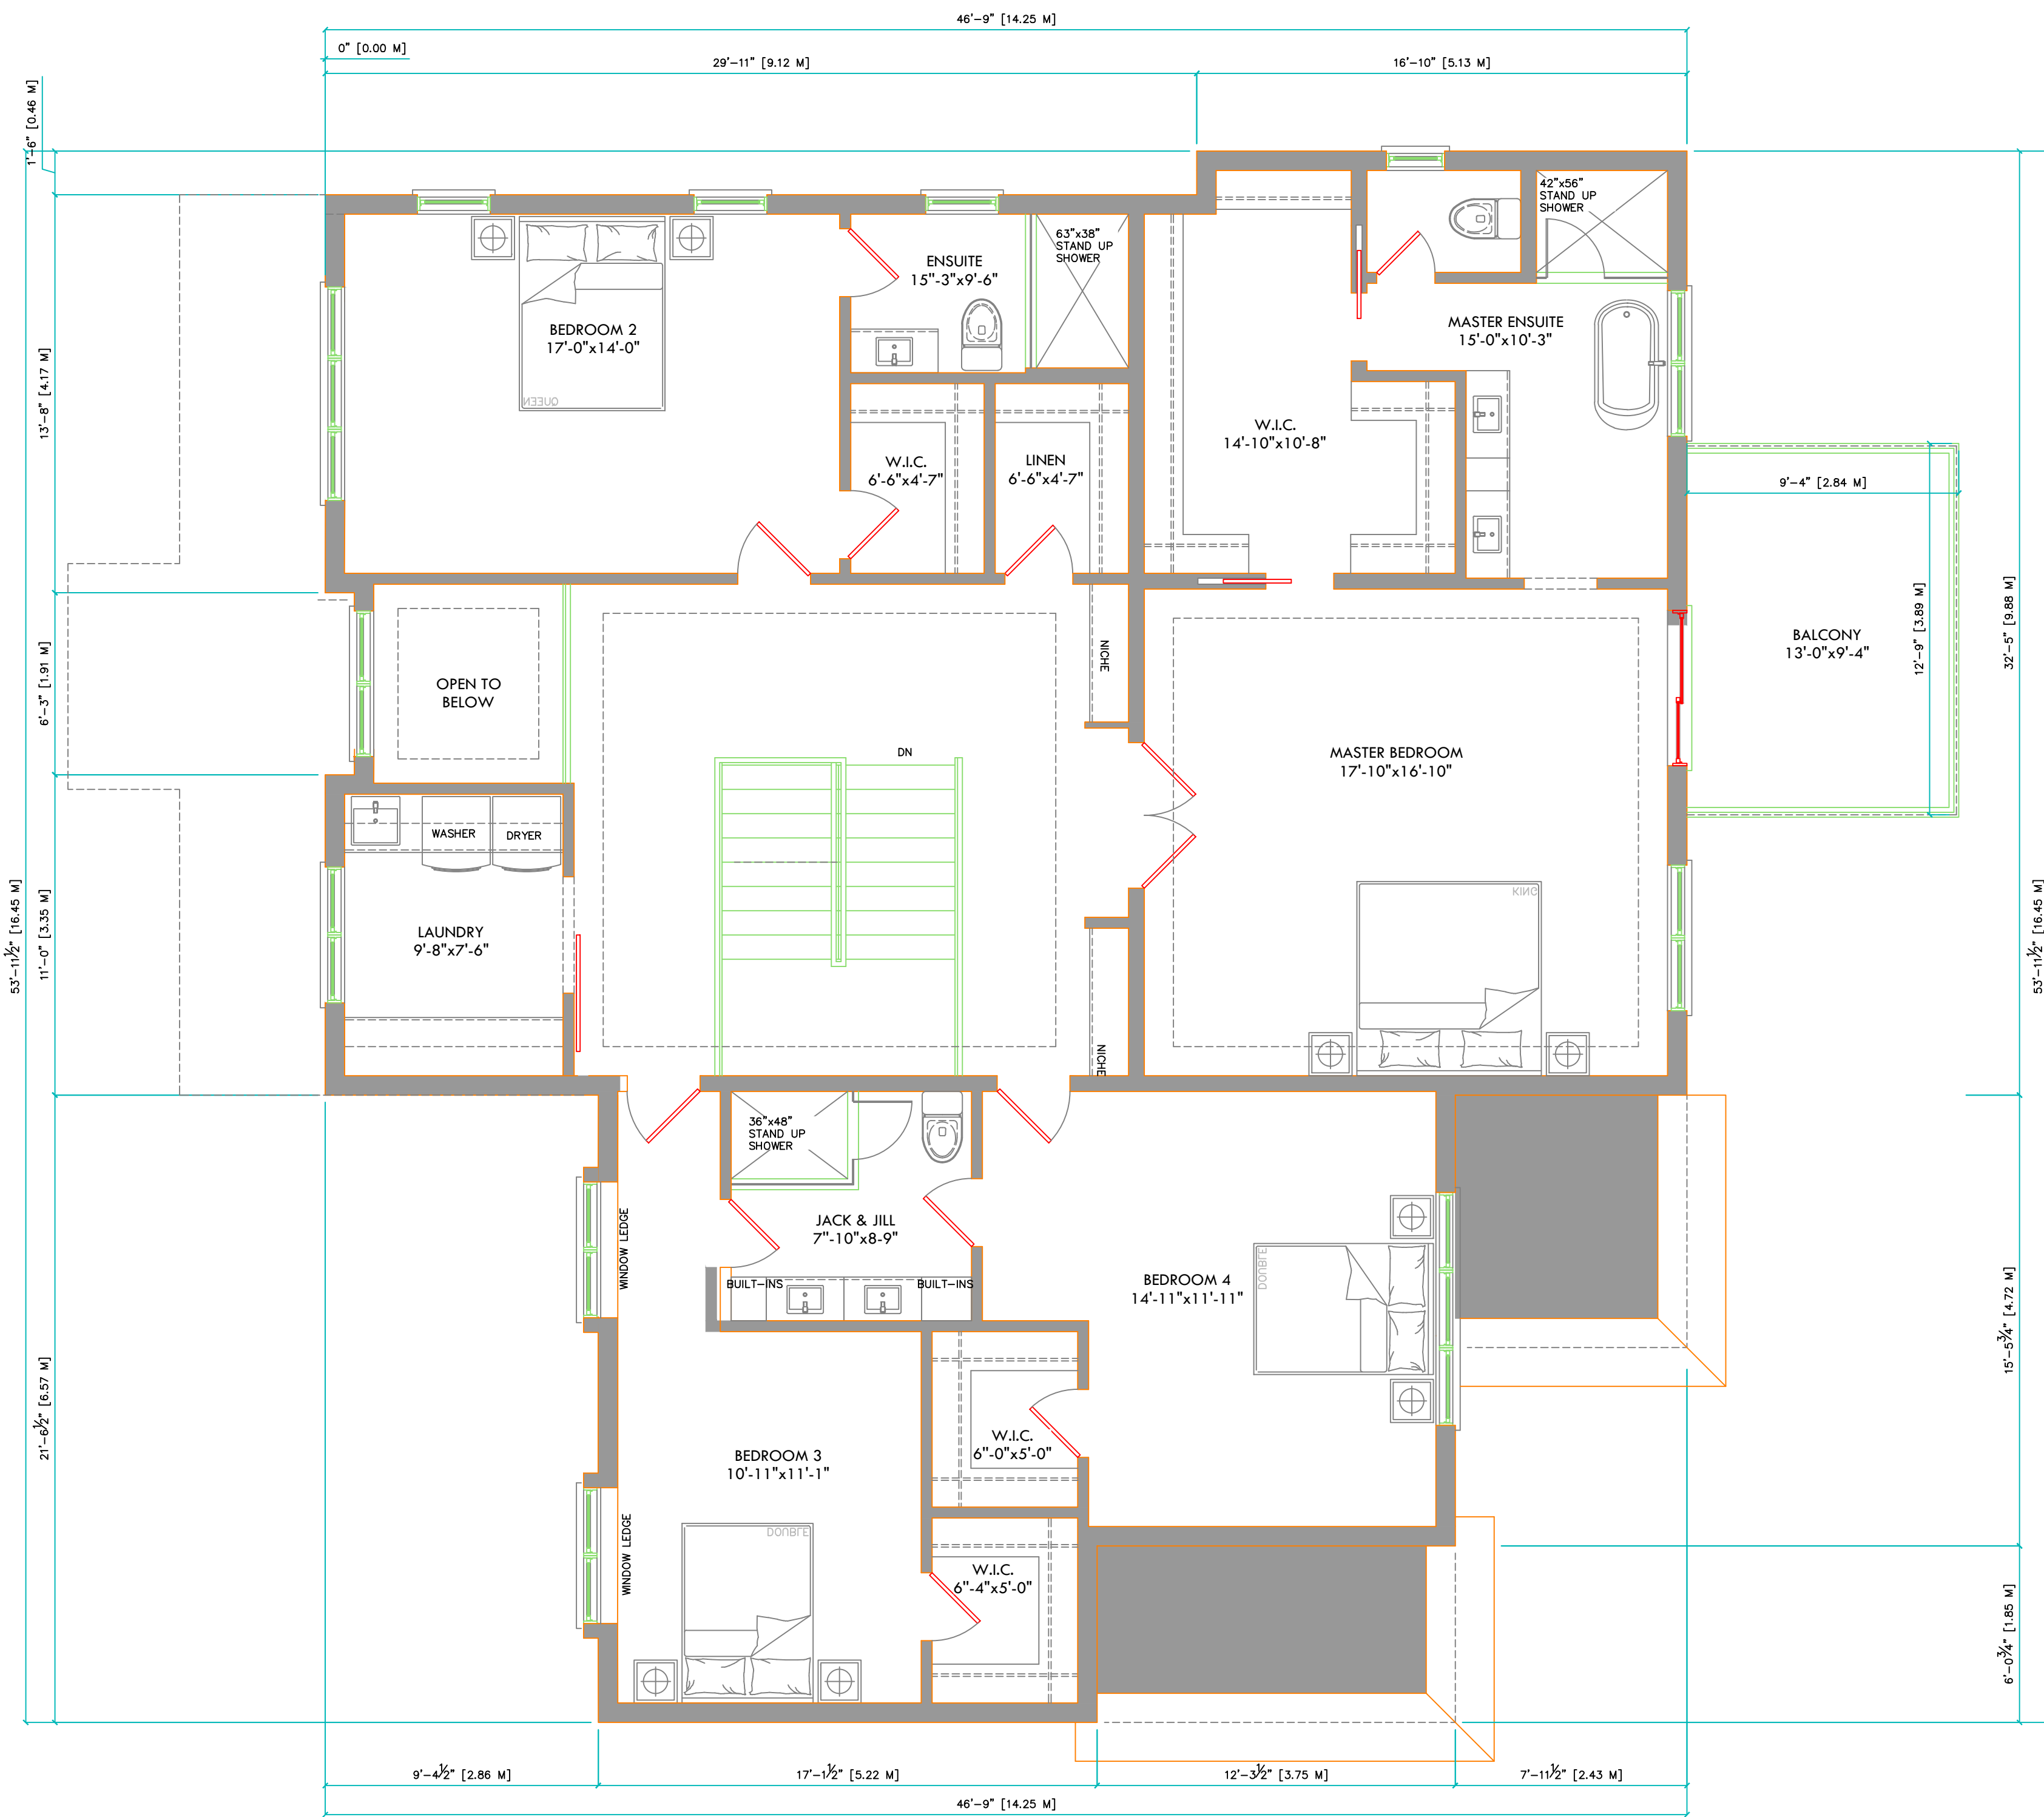 46'-9" [14.25 M]
0" [0.00 M]
29'-11" [9.12 M]
16'-10" [5.13 M]
1'-6" [0.46 M]
42"x56"
STAND UP
SHOWER
63"x38"
STAND UP
SHOWER
ENSUITE
15"-3"x9'-6"
BEDROOM 2
17'-0"x14'-0"
QUEEN
MASTER ENSUITE
15'-0"x10'-3"
13'-8" [4.17 M]
W.I.C.
14'-10"x10'-8"
W.I.C.
6'-6"x4'-7"
LINEN
6'-6"x4'-7"
9'-4" [2.84 M]
12'-9" [3.89 M]
32'-5" [9.88 M]
BALCONY
13'-0"x9'-4"
NICHE
6'-3" [1.91 M]
OPEN TO
BELOW
DN
MASTER BEDROOM
17'-10"x16'-10"
WASHER
DRYER
KING
LAUNDRY
9'-8"x7'-6"
53'-11½" [16.45 M]
11'-0" [3.35 M]
53'-11½" [16.45 M]
NICHE
36"x48"
STAND UP
SHOWER
WINDOW LEDGE
JACK & JILL
7"-10"x8-9"
BUILT-INS
BUILT-INS
BEDROOM 4
14'-11"x11'-11"
DOUBLE
15'-5¾" [4.72 M]
21'-6½" [6.57 M]
W.I.C.
6"-0"x5'-0"
BEDROOM 3
10'-11"x11'-1"
DOUBLE
WINDOW LEDGE
W.I.C.
6"-4"x5'-0"
6'-0¾" [1.85 M]
9'-4½" [2.86 M]
17'-1½" [5.22 M]
12'-3½" [3.75 M]
7'-11½" [2.43 M]
46'-9" [14.25 M]